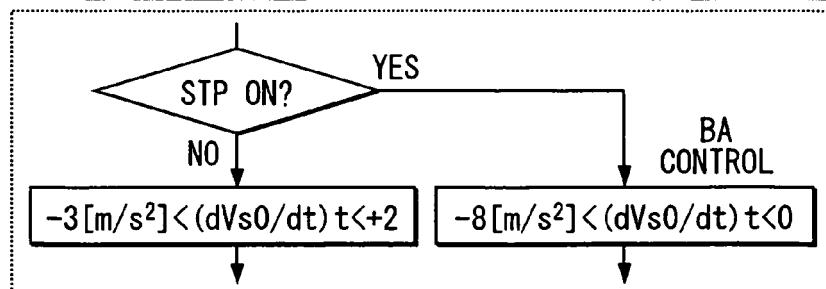 STP ON?
YES
NO
BA
CONTROL
-3[m/s²]<(dVs0/dt)t<+2
-8[m/s²]<(dVs0/dt)t<0